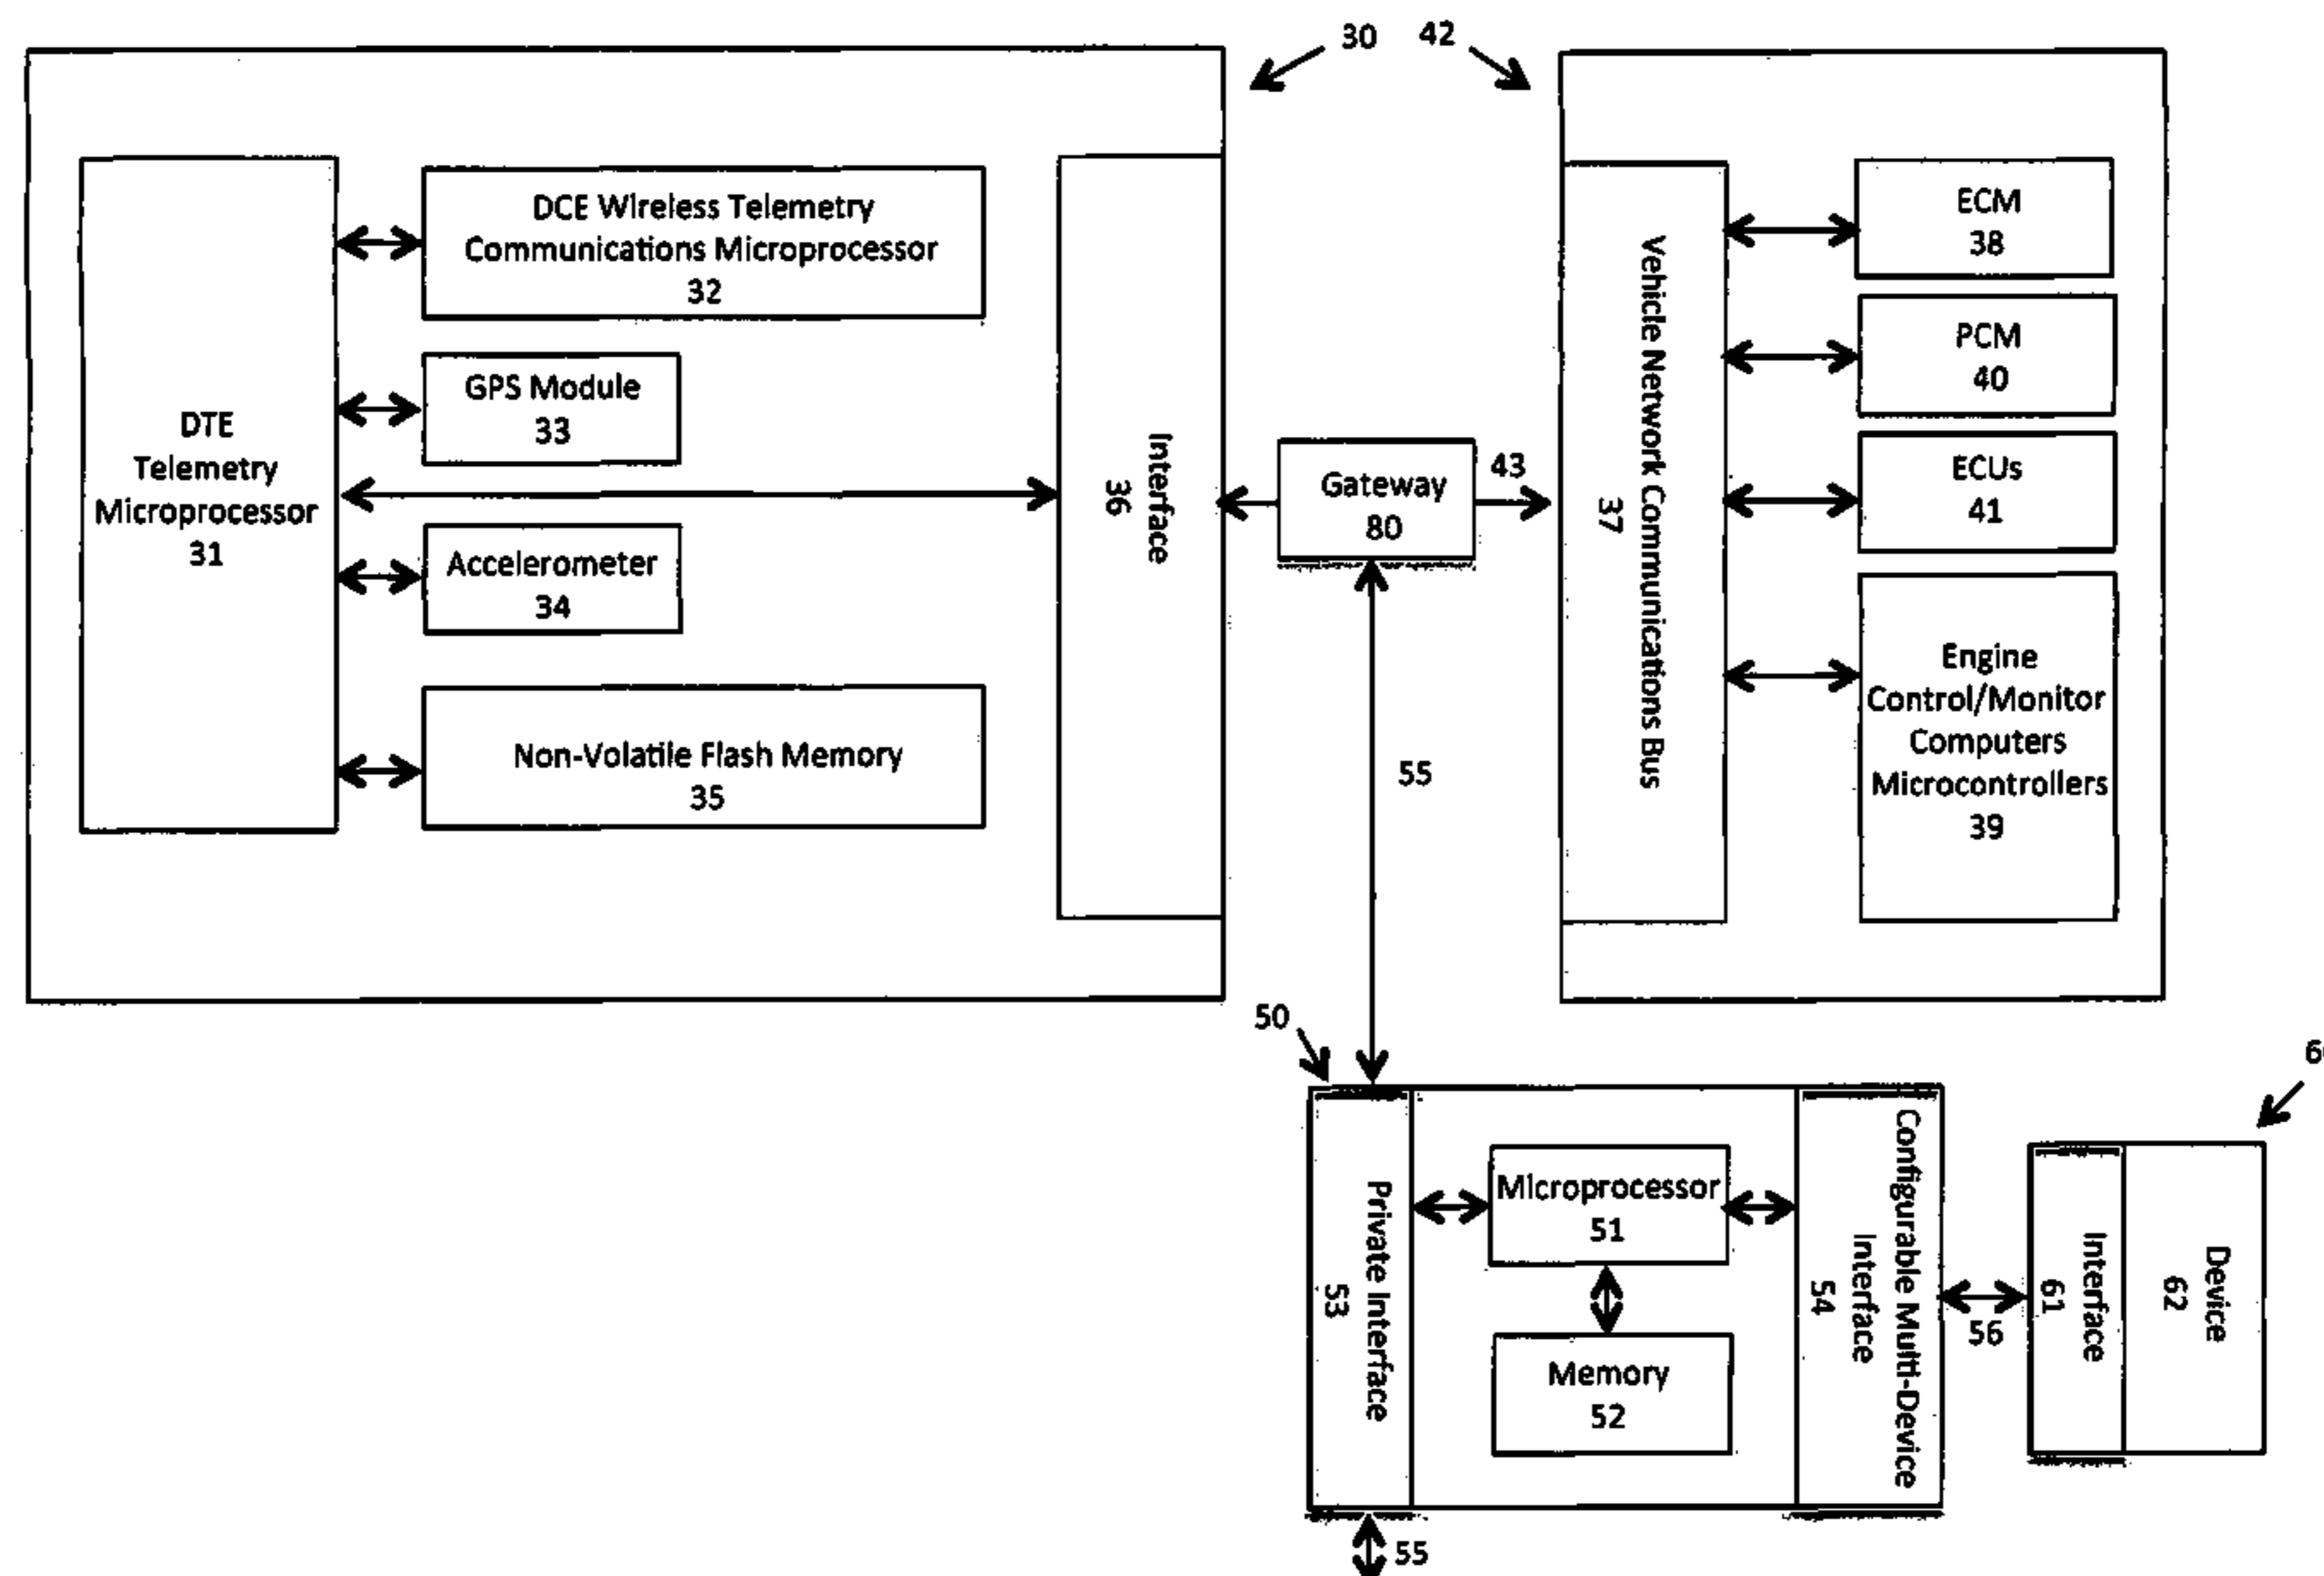 30
42
DTE
Telemetry
Microprocessor
31
DCE Wireless Telemetry
Communications Microprocessor
32
GPS Module
33
Accelerometer
34
Non-Volatile Flash Memory
35
Interface
36
Gateway
80
43
55
Vehicle Network Communications Bus
37
ECM
38
PCM
40
ECUs
41
Engine
Control/Monitor
Computers
Microcontrollers
39
50
Private Interface
53
Microprocessor
51
Memory
52
Configurable Multi-Device
Interface
54
56
Interface
61
Device
62
55